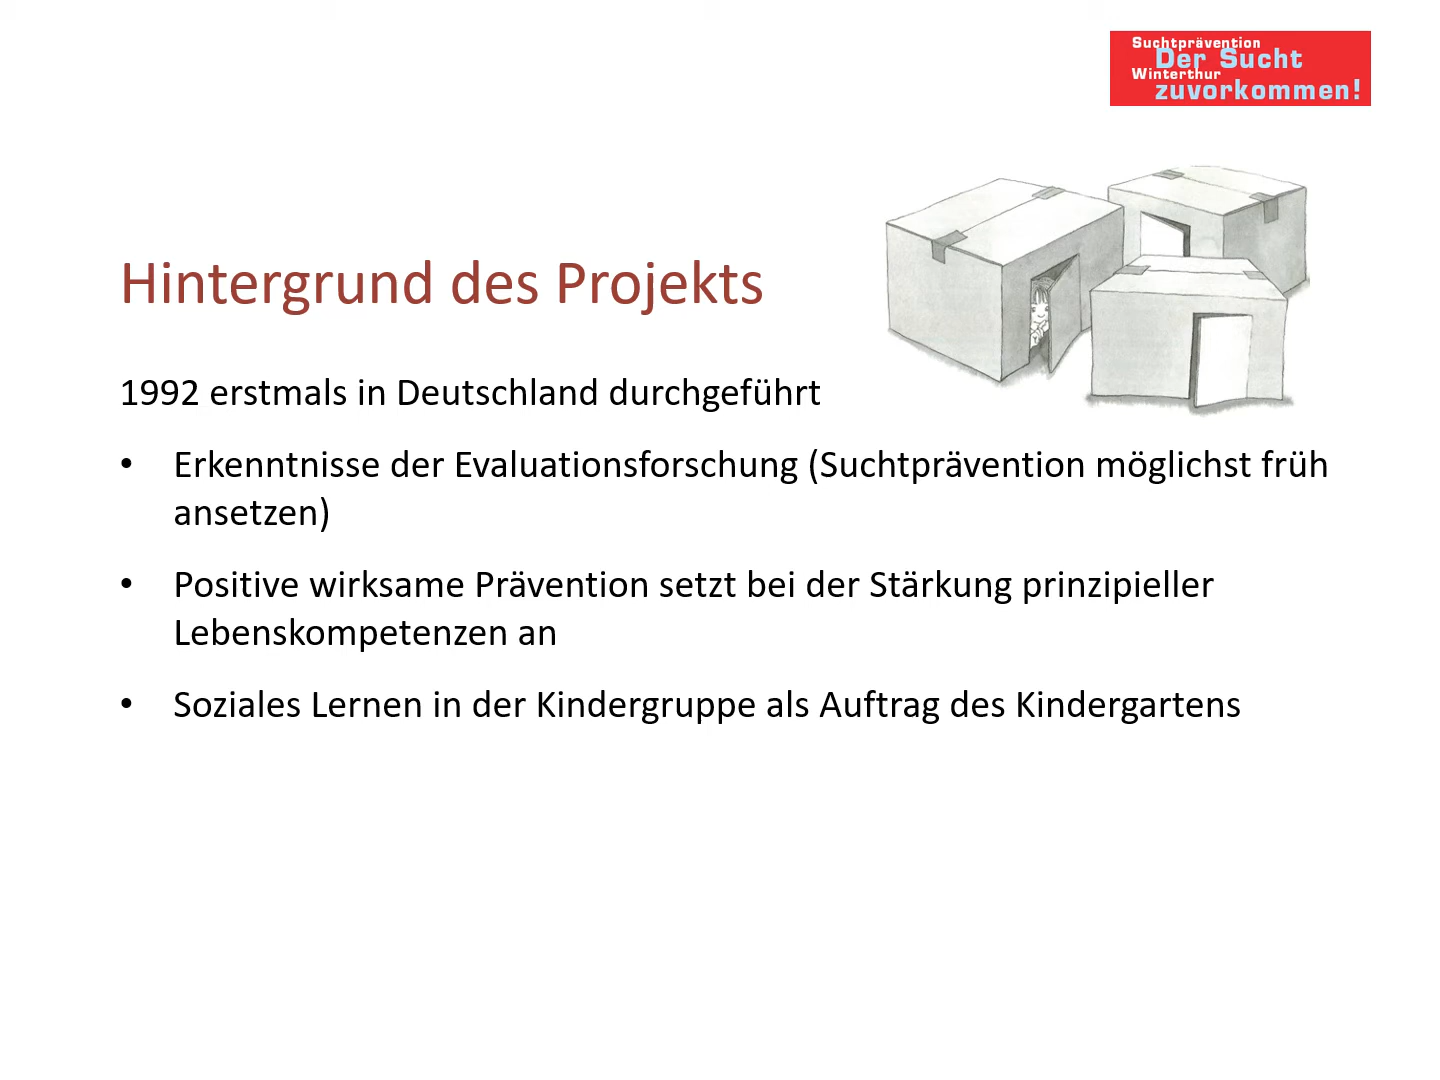 Suchtprävention
Der Sucht
Winterthur
zuvorkommen!
Hintergrund des Projekts
1992 erstmals in Deutschland durchgeführt
• Erkenntnisse der Evaluationsforschung (Suchtprävention möglichst früh
ansetzen)
• Positive wirksame Prävention setzt bei der Stärkung prinzipieller
Lebenskompetenzen an
• Soziales Lernen in der Kindergruppe als Auftrag des Kindergartens